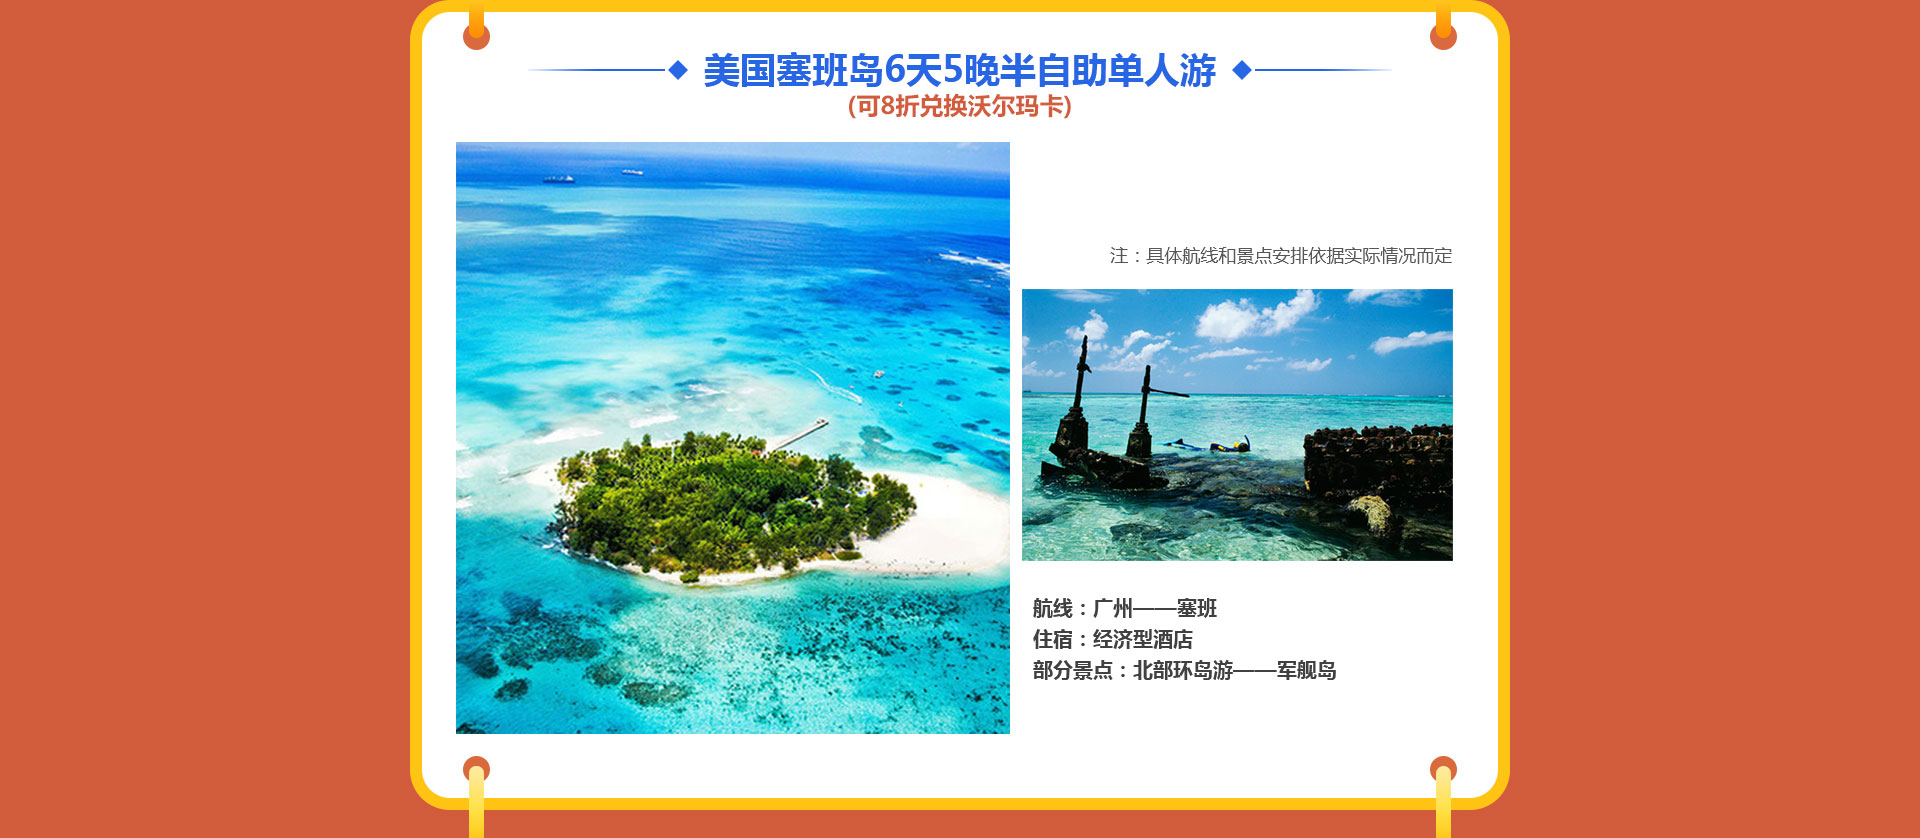 美国塞班岛6天5晚半自助单人游
(可8折兑换沃尔玛卡)
注：具体航线和景点安排依据实际情况而定
航线：广州——塞班
住宿：经济型酒店
部分景点：北部环岛游——军舰岛